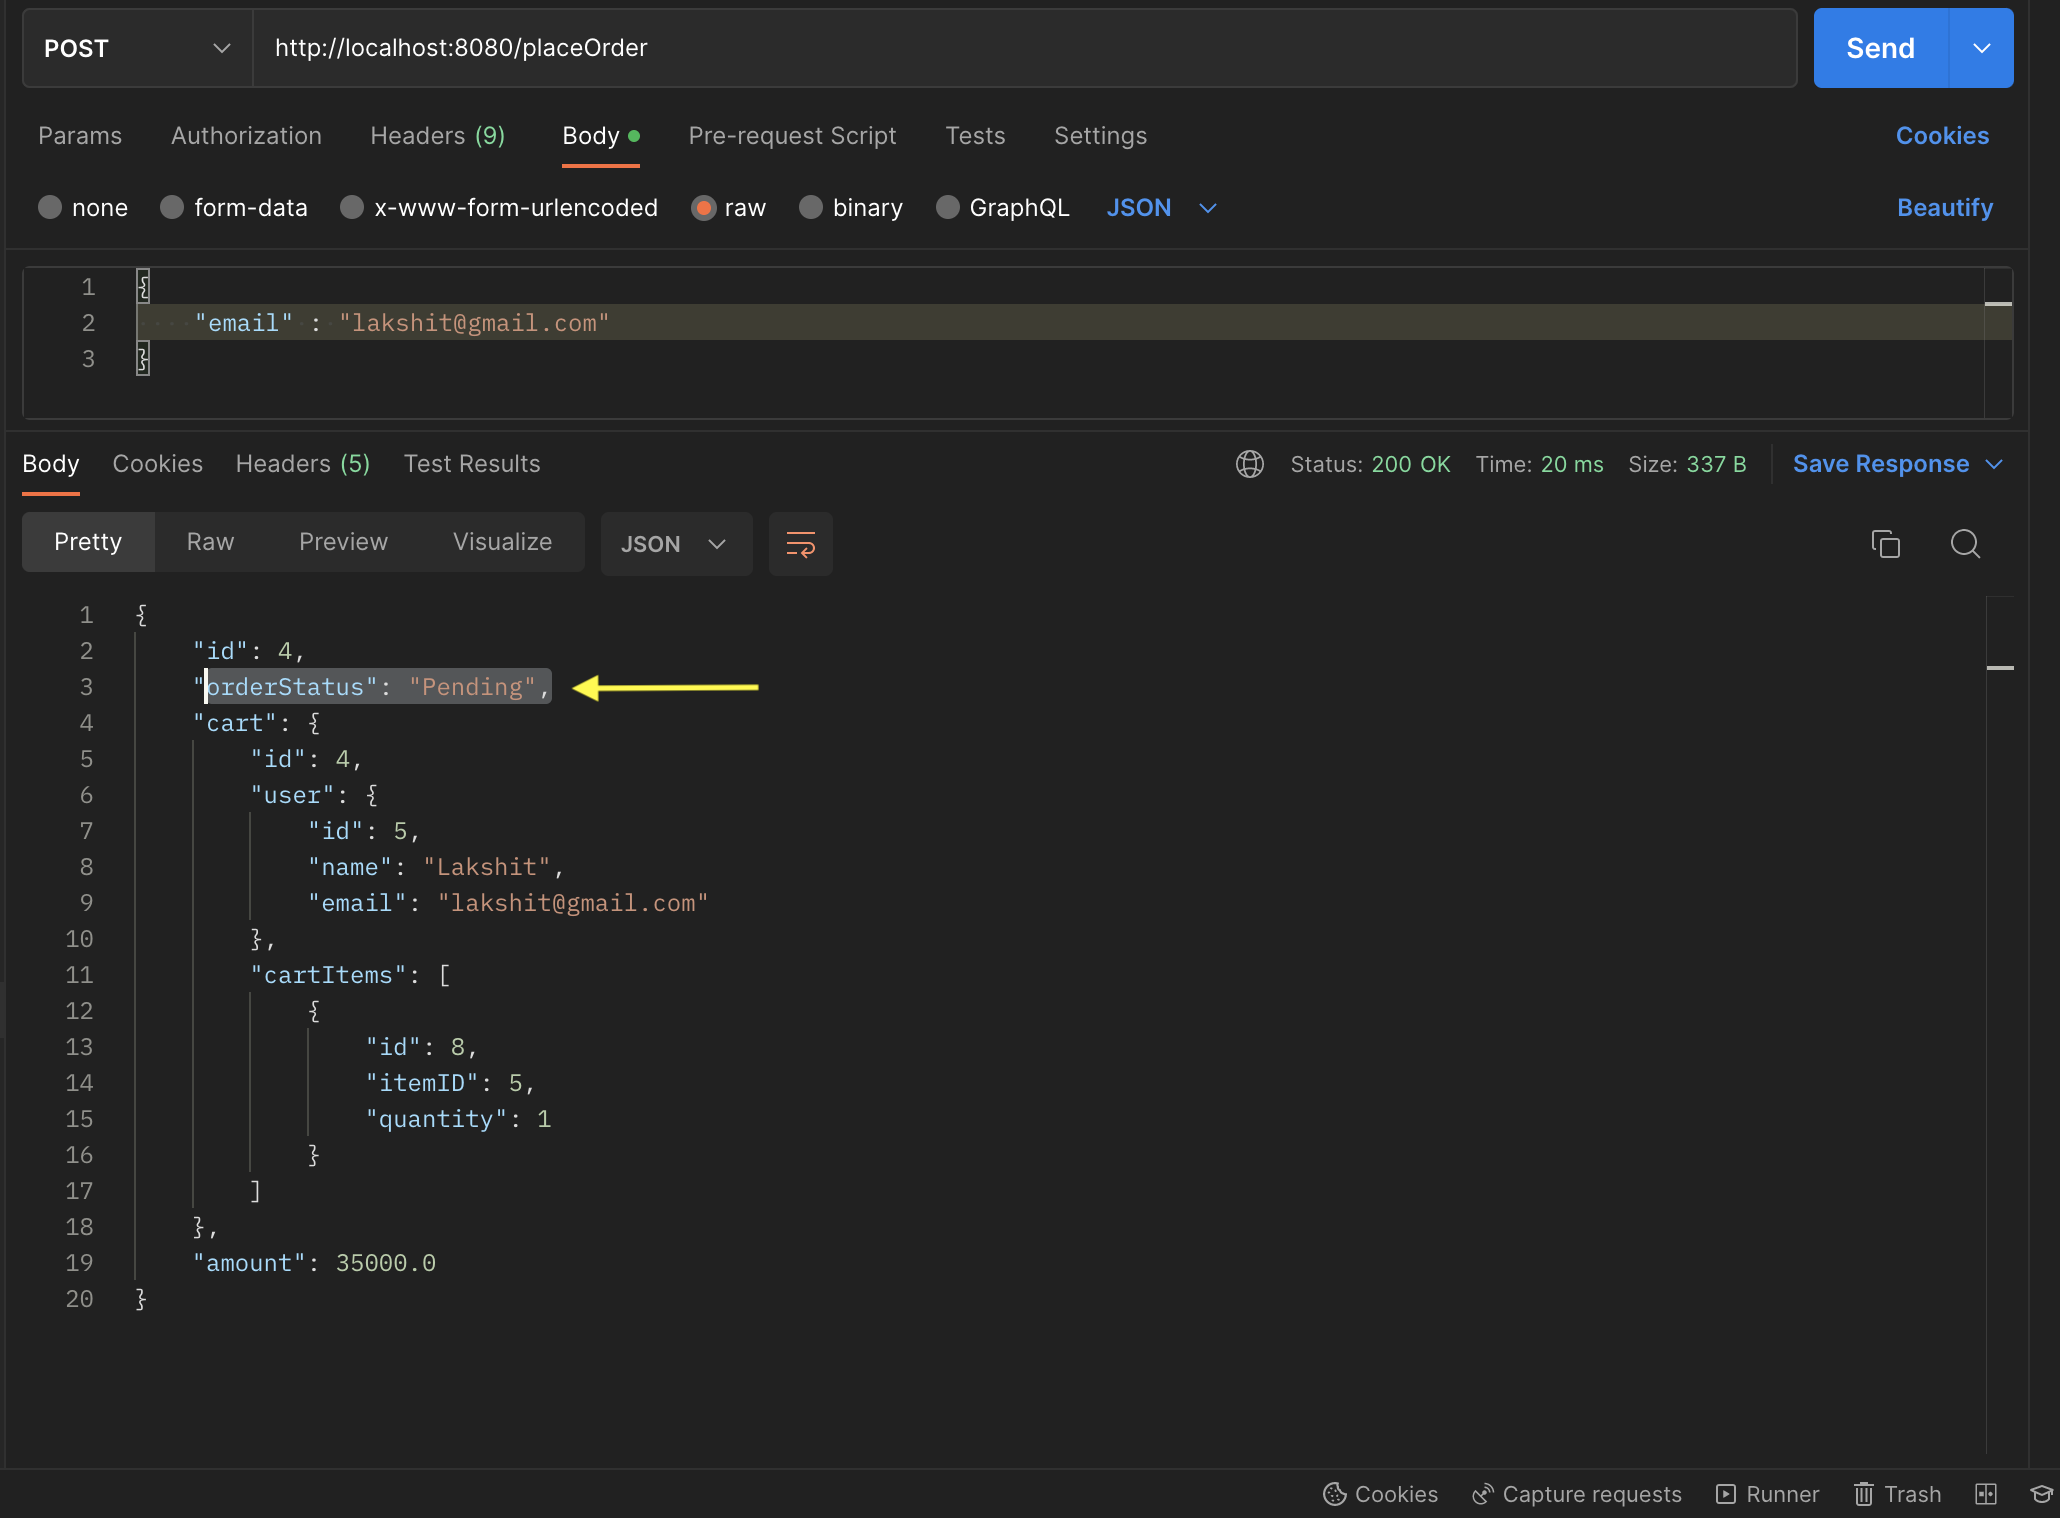 POST http://localhost:8080/placeOrder Send
Params Authorization Headers (9) Body Pre-request Script Tests Settings Cookies
none form-data x-www-form-urlencoded raw binary GraphQL JSON Beautify
1 {
2 "email" : "lakshit@gmail.com"
3 }
Body Cookies Headers (5) Test Results Status: 200 OK Time: 20 ms Size: 337 B Save Response
Pretty Raw Preview Visualize JSON
1 {
2 "id": 4,
3 "orderStatus": "Pending",
4 "cart": {
5 "id": 4,
6 "user": {
7 "id": 5,
8 "name": "Lakshit",
9 "email": "lakshit@gmail.com"
10 },
11 "cartItems": [
12 {
13 "id": 8,
14 "itemID": 5,
15 "quantity": 1
16 }
17 ]
18 },
19 "amount": 35000.0
20 }
Cookies Capture requests Runner Trash